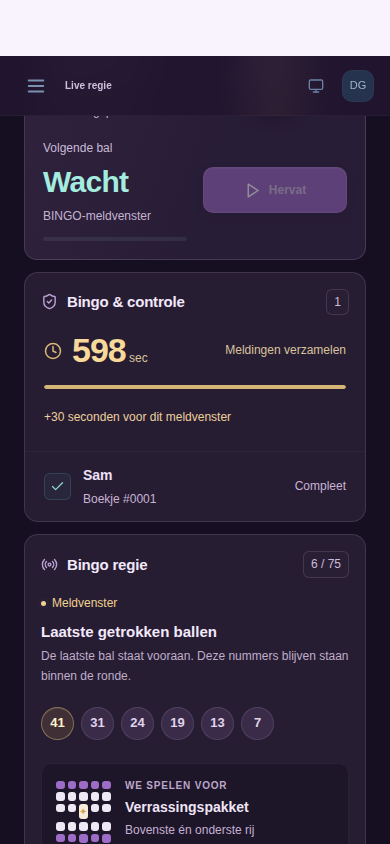 Live regie
DG
Volgende bal
Wacht
Hervat
BINGO-meldvenster
Bingo & controle
1
598 sec
Meldingen verzamelen
+30 seconden voor dit meldvenster
Sam
Boekje #0001
Compleet
Bingo regie
6 / 75
Meldvenster
Laatste getrokken ballen
De laatste bal staat vooraan. Deze nummers blijven staan
binnen de ronde.
41 31 24 19 13 7
WE SPELEN VOOR
Verrassingspakket
Bovenste én onderste rij